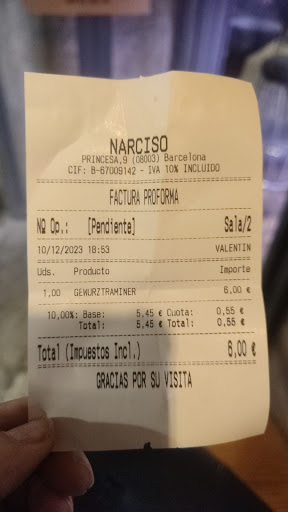 NARCISO
PRINCESA,9 (08003) Barcelona
CIF: B-67009142 - IVA 10% INCLUIDO
FACTURA PROFORMA
Nº Op.: [Pendiente] Sala/2
10/12/2023 18:53 VALENTIN
Uds. Producto Importe
1,00 GEWURZTRAMINER 6,00 €
10,00%: Base: 5,45 € Cuota: 0,55 €
Total: 5,45 € Total: 0,55 €
Total (Impuestos Incl.) 6,00 €
GRACIAS POR SU VISITA